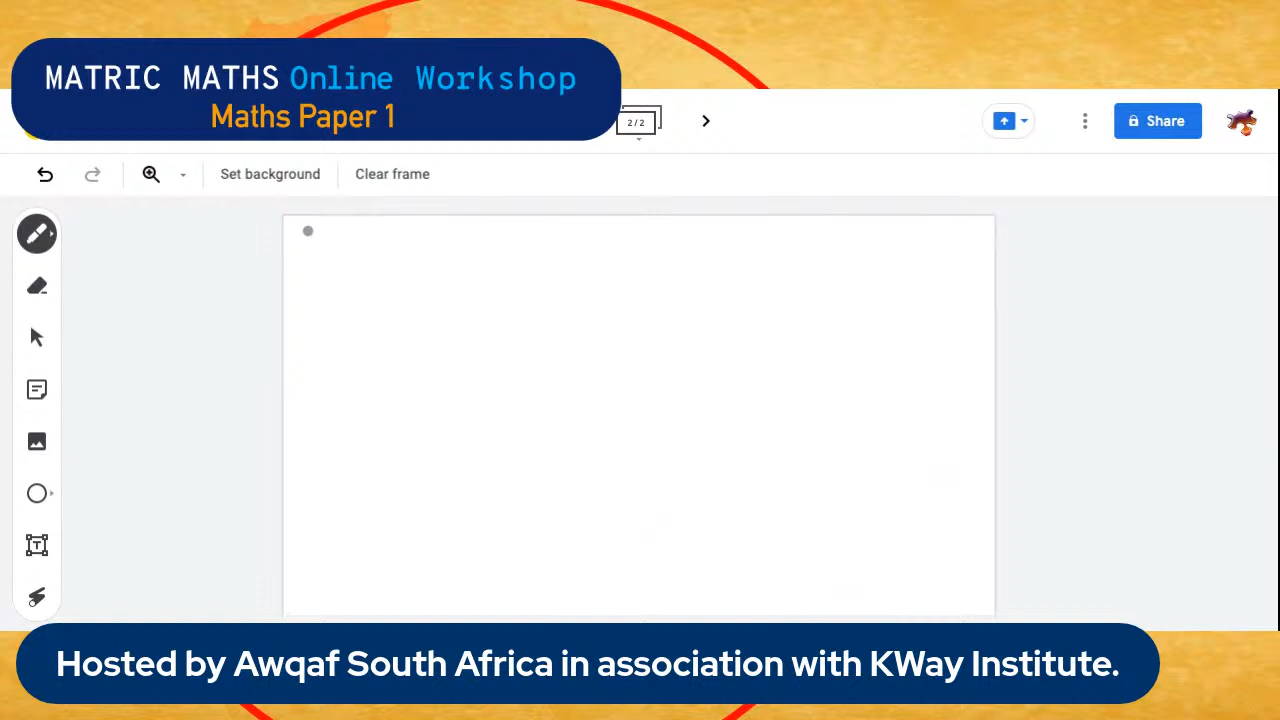 MATRIC MATHS Online Workshop
Maths Paper 1
2/2
Share
Set background
Clear frame
T
Hosted by Awqaf South Africa in association with KWay Institute.